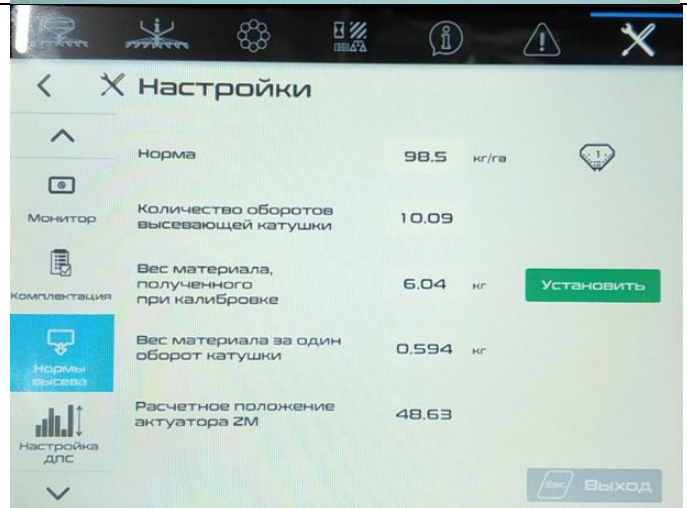 Настройки
Норма 98.5 кг/га 1
Количество оборотов
высевающей катушки 10.09
Монитор
Вес материала,
полученного
при калибровке 6.04 кг Установить
Комплектация
Вес материала за один
оборот катушки 0.594 кг
Нормы
высева
Расчетное положение
актуатора ZM 48.63
Настройка
ДПС
Esc Выход